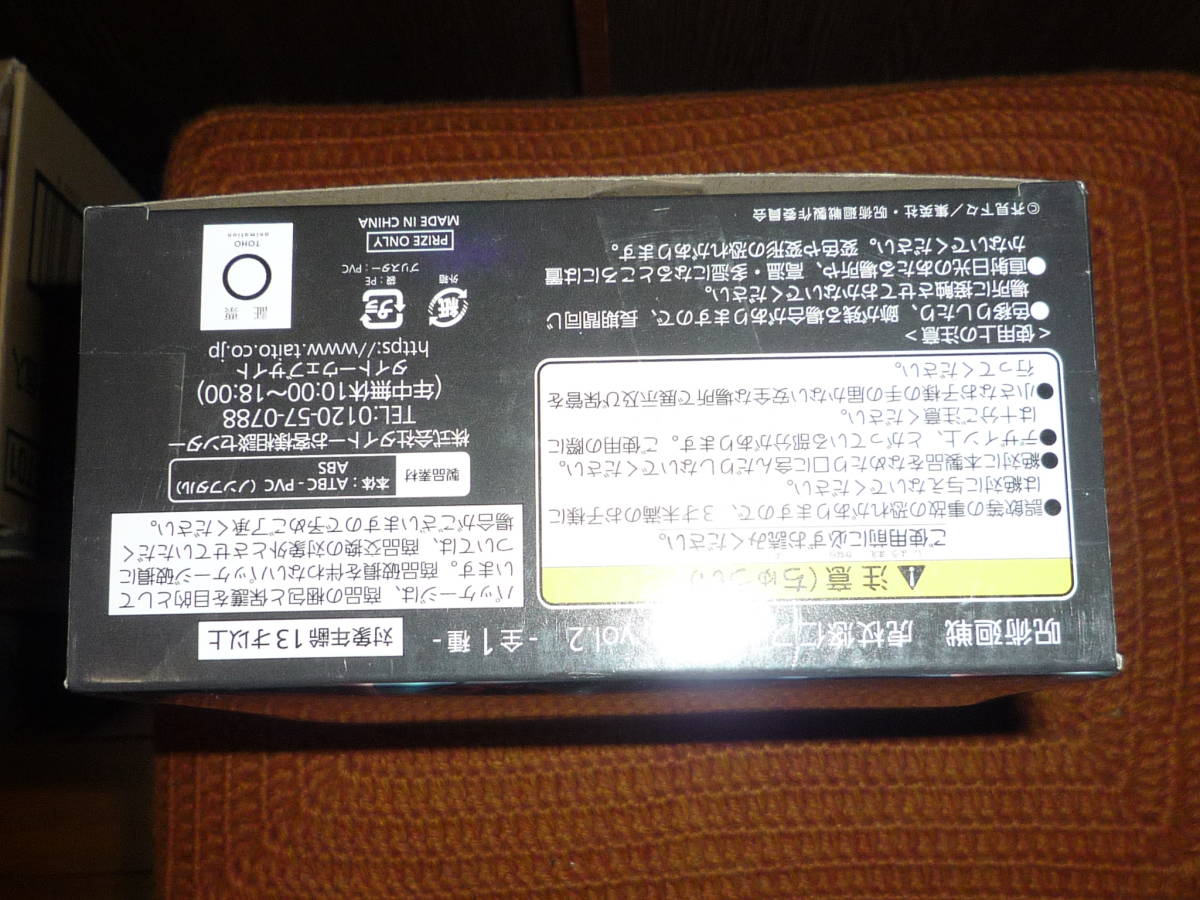 呪術廻戦 虎杖悠仁 vol.2 -全1種- 対象年齢13才以上
注意(ちゅうい)
ご使用前に必ずお読みください。
●誤飲等の事故の恐れがありますので、3才未満のお子様に
は絶対に与えないでください。
●絶対に本製品をなめたり口に含んだりしないでください。
●デザイン上、とがっている部分があります。ご使用の際に
は十分ご注意ください。
●小さなお子様の手の届かない安全な場所で展示及び保管を
行ってください。
<使用上の注意>
●色移りしたり、跡が残る場合がありますので、長期間同じ
場所に接触させておかないでください。
●直射日光のあたる場所や、高温・多湿になるところには置
かないでください。変色や変形の恐れがあります。
©芥見下々/集英社・呪術廻戦製作委員会
パッケージは、商品の梱包と保護を目的として
います。商品破損を伴わないパッケージ破損に
ついては、商品交換の対象外とさせていただく
場合がございますので予めご了承ください。
製品素材
本体:ATBC-PVC(ノンフタル)
ABS
株式会社タイトーお客様相談センター
TEL:0120-57-0788
(年中無休10:00〜18:00)
タイトーウェブサイト
https://www.taito.co.jp
紙
外箱
プラ
袋:PE
ブリスター:PVC
PRIZE ONLY
MADE IN CHINA
証票
TOHO
animation